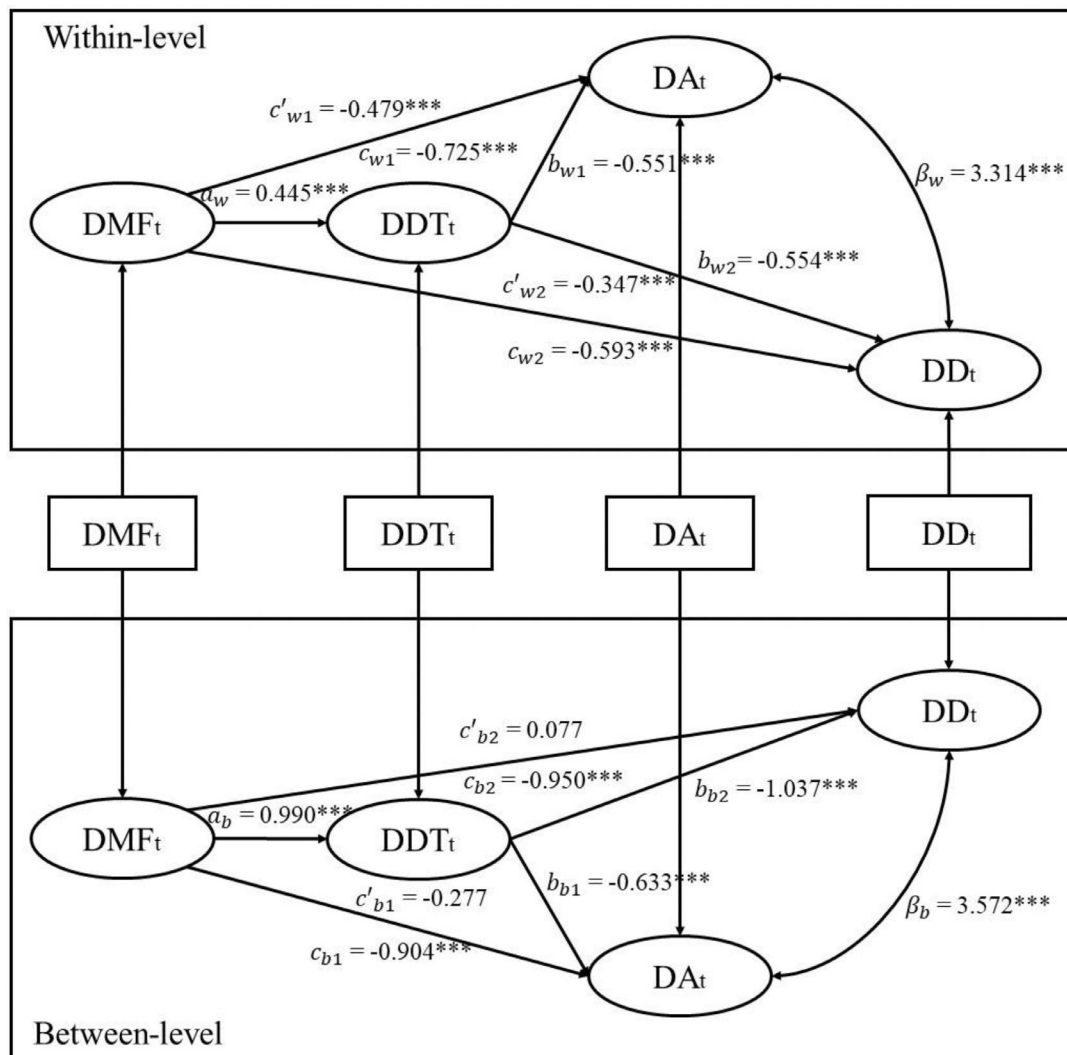 Within-level
DAt
c'w1 = -0.479***
cw1= -0.725***
bw1 = -0.551***
βw = 3.314***
aw = 0.445***
DMFt
DDTt
bw2= -0.554***
c'w2 = -0.347***
cw2 = -0.593***
DDt
DMFt
DDTt
DAt
DDt
DDt
c'b2 = 0.077
cb2 = -0.950***
bb2 = -1.037***
ab = 0.990***
DMFt
DDTt
bb1 = -0.633***
c'b1 = -0.277
βb = 3.572***
cb1 = -0.904***
DAt
Between-level